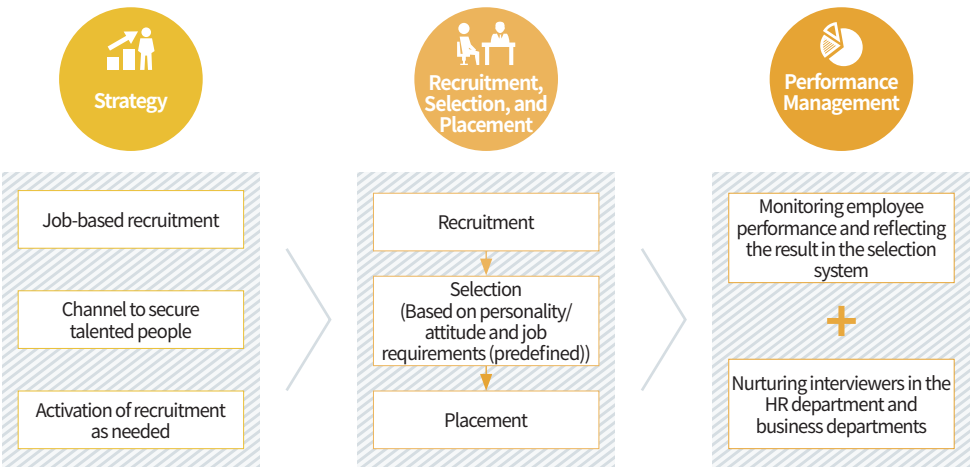 Strategy
Recruitment,
Selection, and
Placement
Performance
Management
Job-based recruitment
Channel to secure
talented people
Activation of recruitment
as needed
Recruitment
Selection
(Based on personality/
attitude and job
requirements (predefined))
Placement
Monitoring employee
performance and reflecting
the result in the selection
system
+
Nurturing interviewers in the
HR department and
business departments